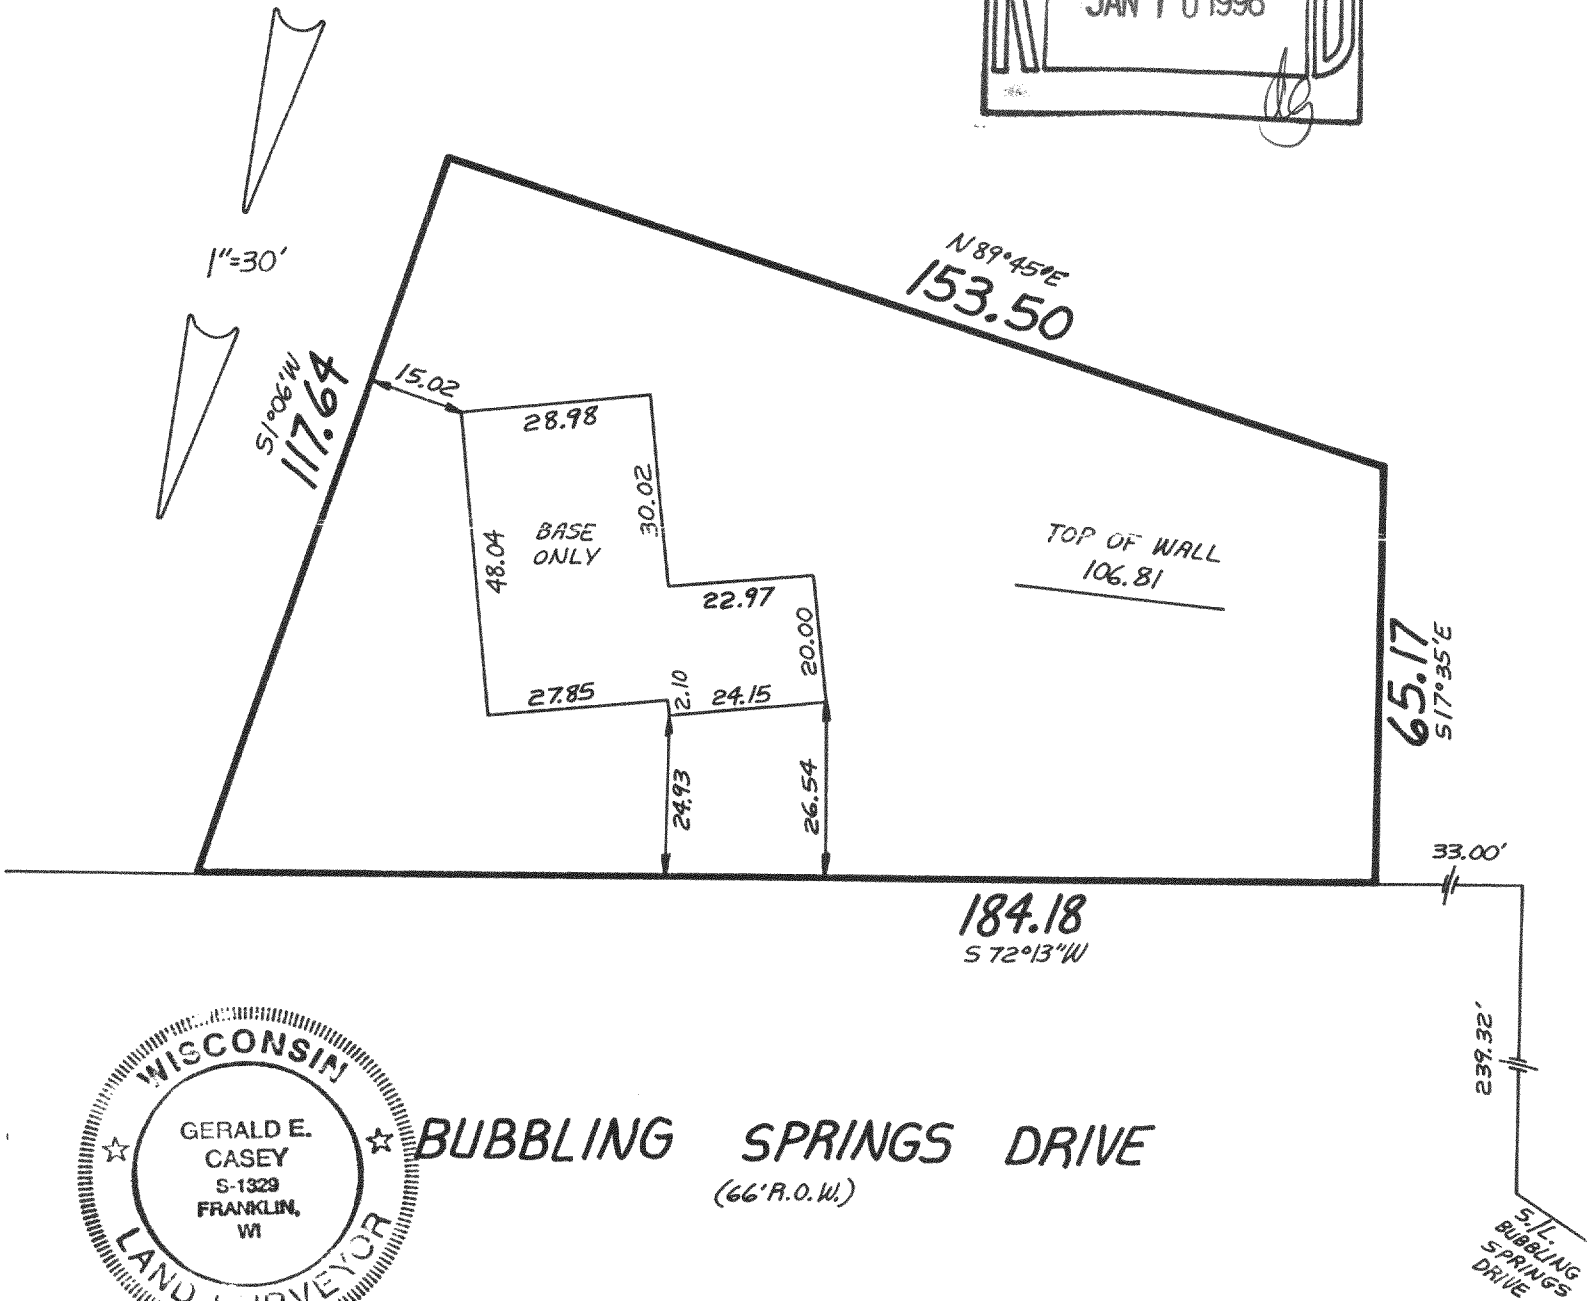 JAN 10 1996
1"=30'
N 89°45'E
153.50
S1°06'W
117.64
15.02
28.98
30.02
48.04
BASE
ONLY
22.97
20.00
27.85
2.10
24.15
24.93
26.54
TOP OF WALL
106.81
65.17
S17°35'E
33.00'
184.18
S 72°13"W
239.32'
WISCONSIN
GERALD E.
CASEY
S-1329
FRANKLIN,
WI
LAND SURVEYOR
BUBBLING SPRINGS DRIVE
(66' R.O.W.)
S./L.
BUBBLING
SPRINGS
DRIVE